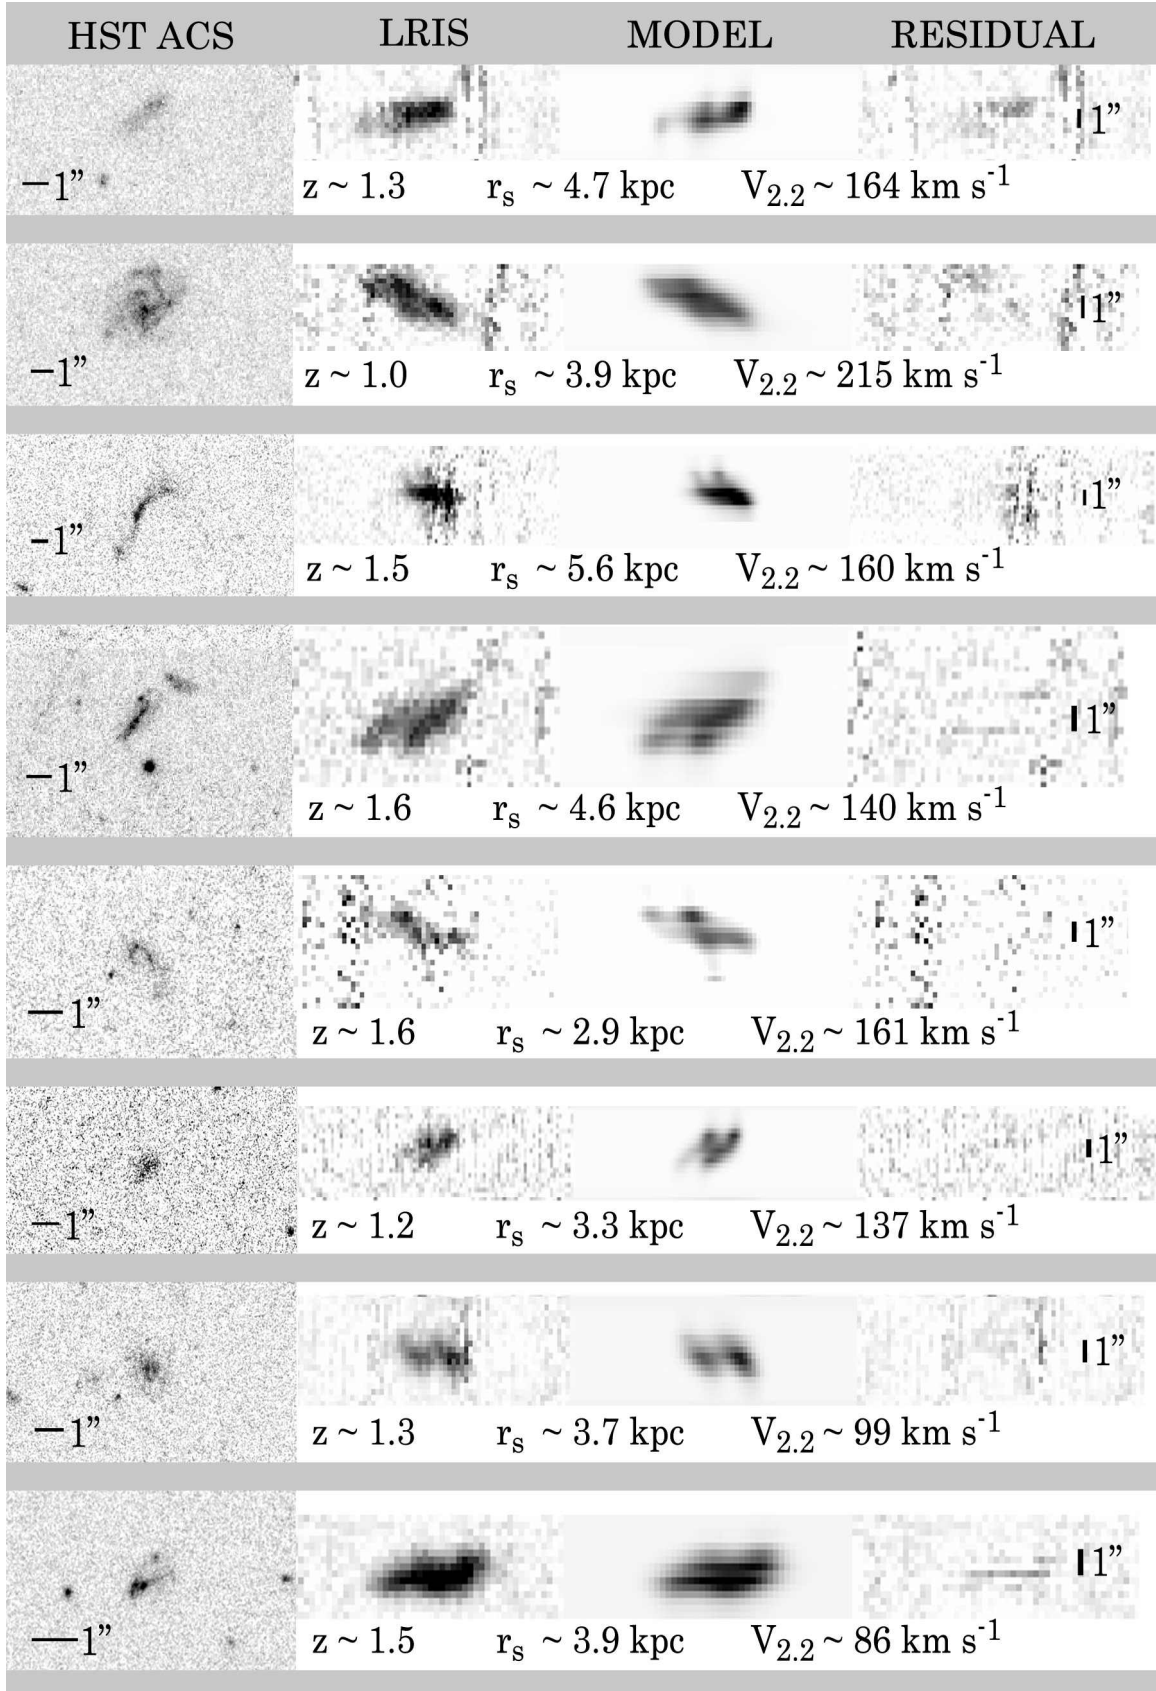 HST ACS LRIS MODEL RESIDUAL
1”
1”
z ~ 1.3 r_s ~ 4.7 kpc V_2.2 ~ 164 km s^-1
1”
1”
z ~ 1.0 r_s ~ 3.9 kpc V_2.2 ~ 215 km s^-1
1”
1”
z ~ 1.5 r_s ~ 5.6 kpc V_2.2 ~ 160 km s^-1
1”
1”
z ~ 1.6 r_s ~ 4.6 kpc V_2.2 ~ 140 km s^-1
1”
1”
z ~ 1.6 r_s ~ 2.9 kpc V_2.2 ~ 161 km s^-1
1”
1”
z ~ 1.2 r_s ~ 3.3 kpc V_2.2 ~ 137 km s^-1
1”
1”
z ~ 1.3 r_s ~ 3.7 kpc V_2.2 ~ 99 km s^-1
1”
1”
z ~ 1.5 r_s ~ 3.9 kpc V_2.2 ~ 86 km s^-1